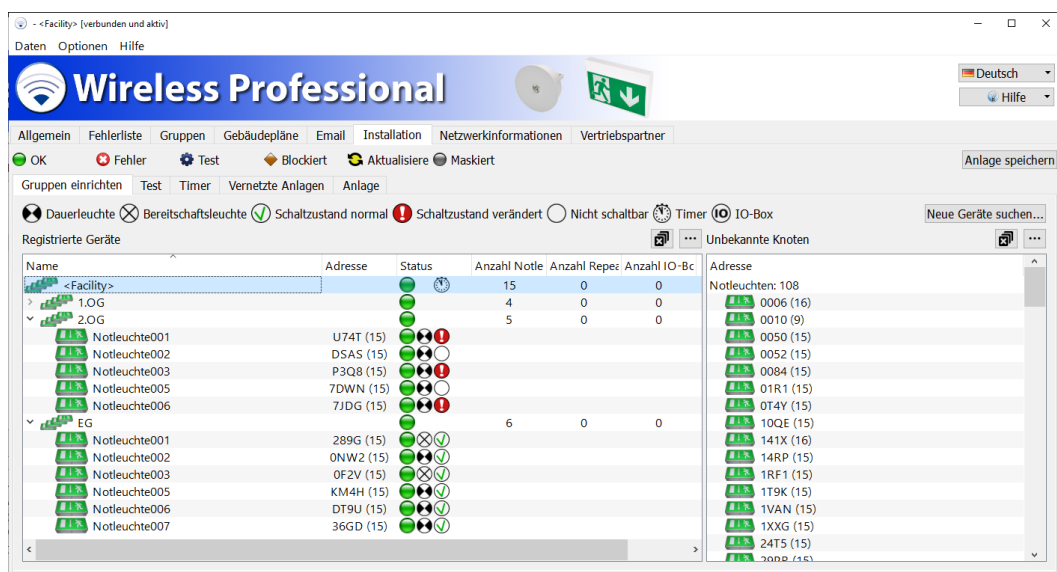 - <Facility> [verbunden und aktiv]
Daten Optionen Hilfe
Wireless Professional
Deutsch
Hilfe
Allgemein Fehlerliste Gruppen Gebäudepläne Email Installation Netzwerkinformationen Vertriebspartner
OK Fehler Test Blockiert Aktualisiere Maskiert Anlage speichern
Gruppen einrichten Test Timer Vernetzte Anlagen Anlage
Dauerleuchte Bereitschaftsleuchte Schaltzustand normal Schaltzustand verändert Nicht schaltbar Timer IO IO-Box Neue Geräte suchen...
Registrierte Geräte ... Unbekannte Knoten ...
Name Adresse Status Anzahl Notle Anzahl Repea Anzahl IO-Bc Adresse
<Facility> 15 0 0 Notleuchten: 108
1.OG 4 0 0 0006 (16)
2.OG 5 0 0 0010 (9)
Notleuchte001 U74T (15) 0050 (15)
Notleuchte002 DSAS (15) 0052 (15)
Notleuchte003 P3Q8 (15) 0084 (15)
Notleuchte005 7DWN (15) 01R1 (15)
Notleuchte006 7JDG (15) 0T4Y (15)
EG 6 0 0 10QE (15)
Notleuchte001 289G (15) 141X (16)
Notleuchte002 0NW2 (15) 14RP (15)
Notleuchte003 0F2V (15) 1RF1 (15)
Notleuchte005 KM4H (15) 1T9K (15)
Notleuchte006 DT9U (15) 1VAN (15)
Notleuchte007 36GD (15) 1XXG (15)
24T5 (15)